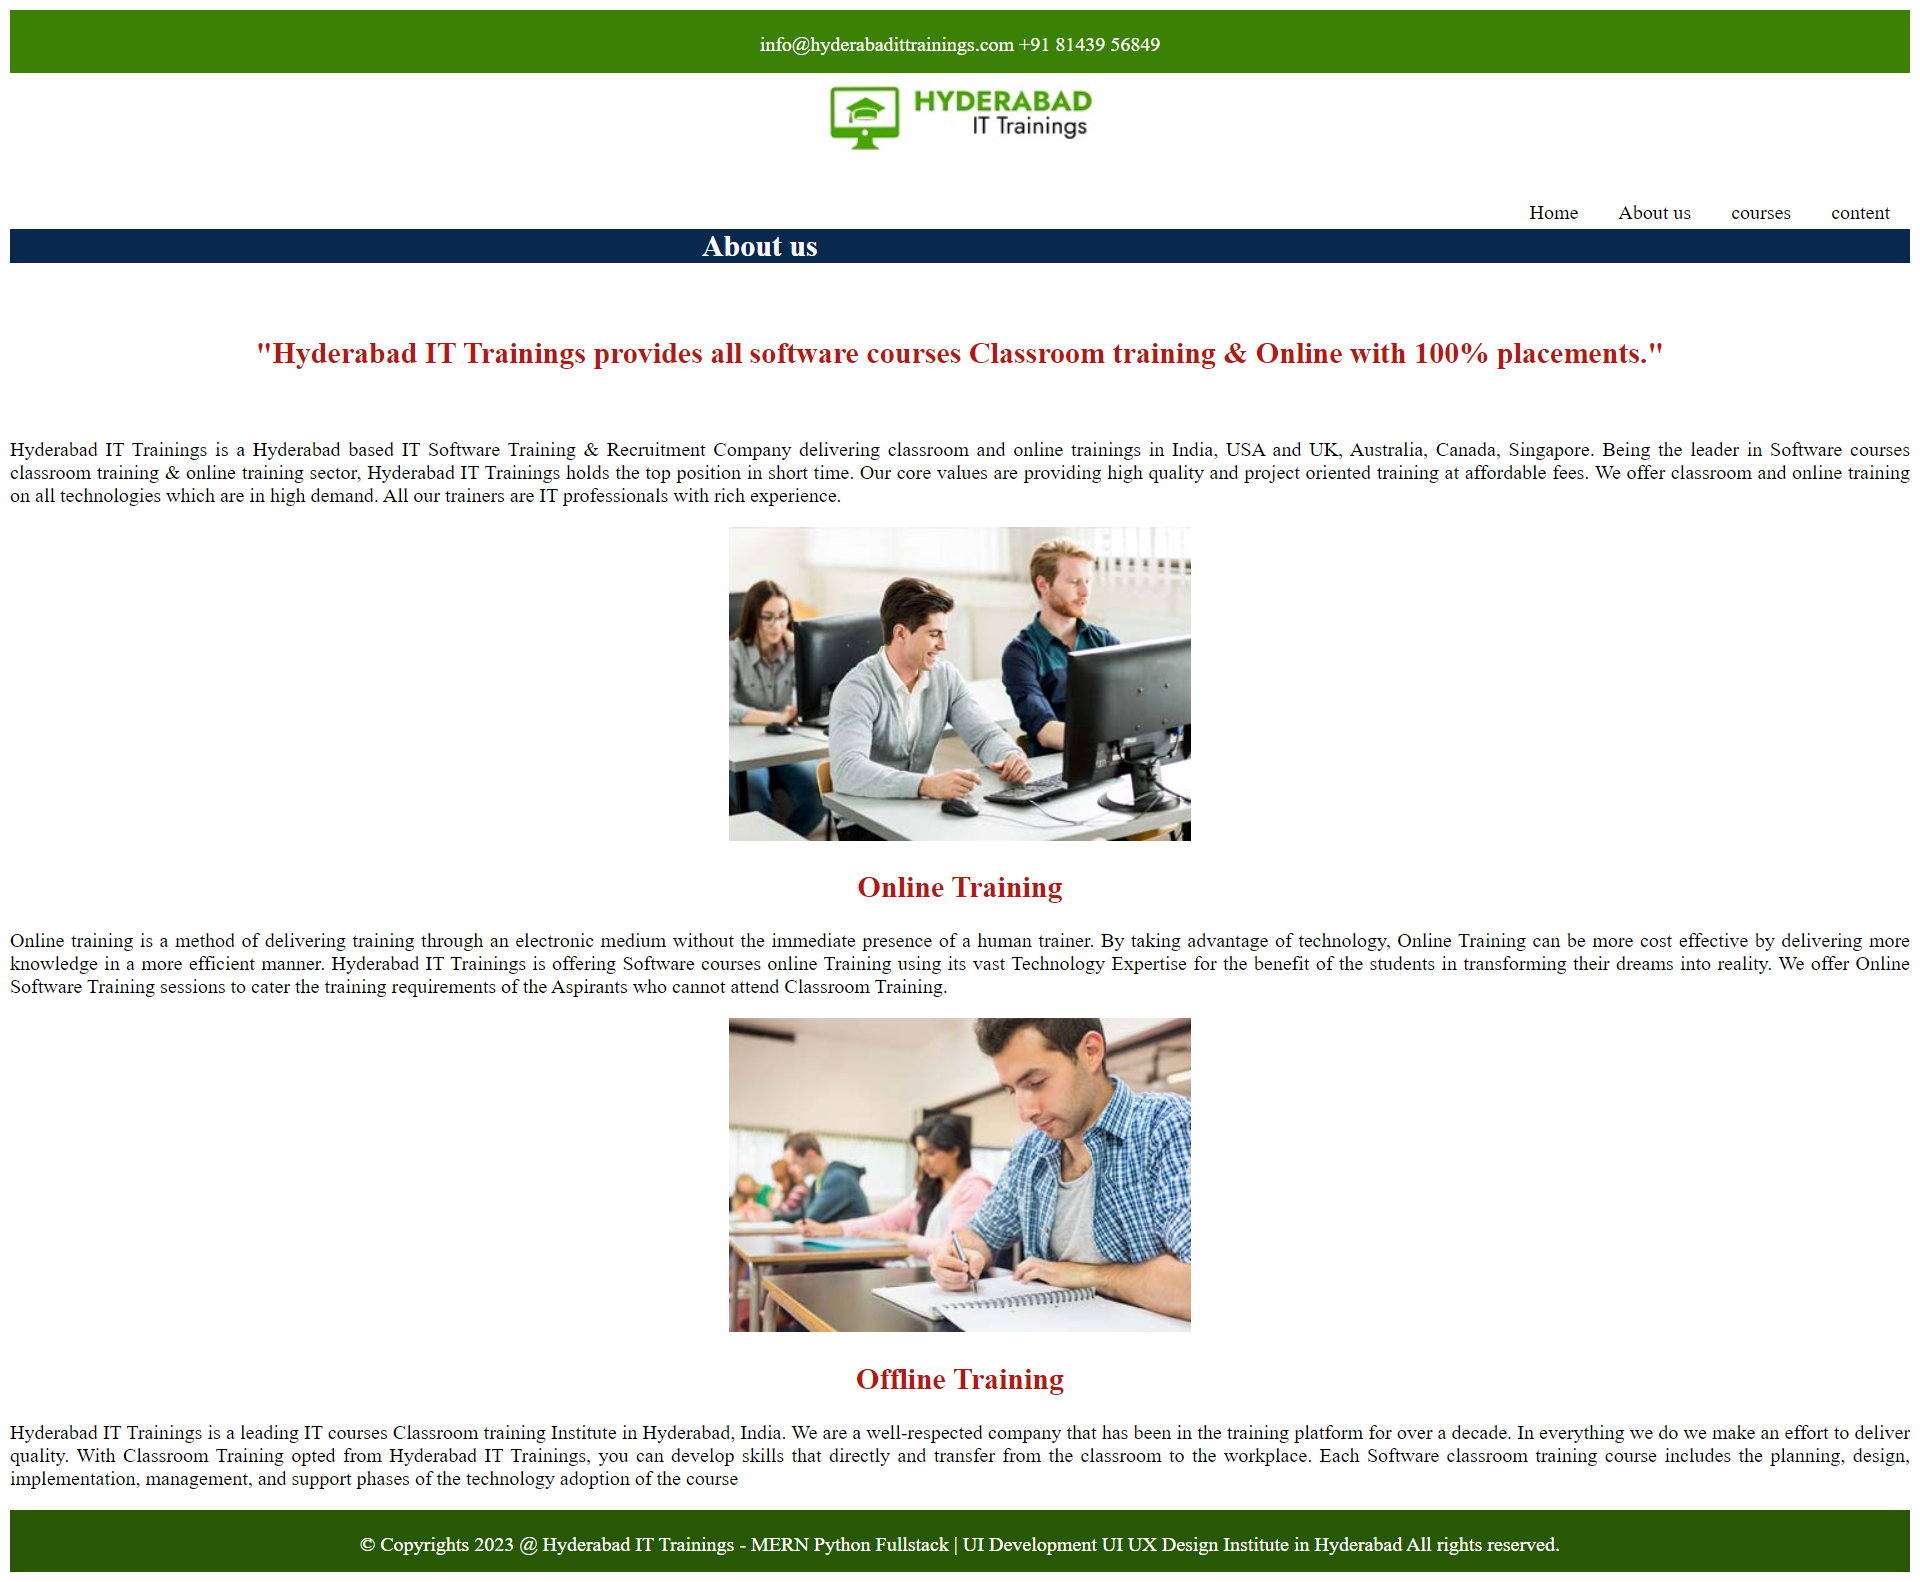 info@hyderabadittrainings.com +91 81439 56849
HYDERABAD
IT Trainings
Home About us courses content
About us
"Hyderabad IT Trainings provides all software courses Classroom training & Online with 100% placements."
Hyderabad IT Trainings is a Hyderabad based IT Software Training & Recruitment Company delivering classroom and online trainings in India, USA and UK, Australia, Canada, Singapore. Being the leader in Software courses
classroom training & online training sector, Hyderabad IT Trainings holds the top position in short time. Our core values are providing high quality and project oriented training at affordable fees. We offer classroom and online training
on all technologies which are in high demand. All our trainers are IT professionals with rich experience.
Online Training
Online training is a method of delivering training through an electronic medium without the immediate presence of a human trainer. By taking advantage of technology, Online Training can be more cost effective by delivering more
knowledge in a more efficient manner. Hyderabad IT Trainings is offering Software courses online Training using its vast Technology Expertise for the benefit of the students in transforming their dreams into reality. We offer Online
Software Training sessions to cater the training requirements of the Aspirants who cannot attend Classroom Training.
Offline Training
Hyderabad IT Trainings is a leading IT courses Classroom training Institute in Hyderabad, India. We are a well-respected company that has been in the training platform for over a decade. In everything we do we make an effort to deliver
quality. With Classroom Training opted from Hyderabad IT Trainings, you can develop skills that directly and transfer from the classroom to the workplace. Each Software classroom training course includes the planning, design,
implementation, management, and support phases of the technology adoption of the course
© Copyrights 2023 @ Hyderabad IT Trainings - MERN Python Fullstack | UI Development UI UX Design Institute in Hyderabad All rights reserved.